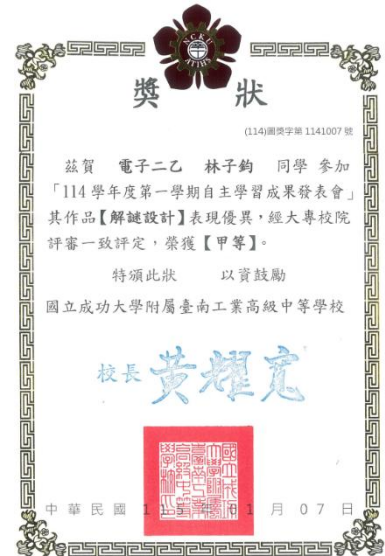 NCKU
ATIHS
獎狀
(114)圖獎字第 1141007 號
茲賀 電子二乙 林子鈞 同學 參加
「114 學年度第一學期自主學習成果發表會」
其作品【解謎設計】表現優異，經大專校院
評審一致評定，榮獲【甲等】。
特頒此狀 以資鼓勵
國立成功大學附屬臺南工業高級中等學校
校長 黃耀寬
中華民國 115 年 01 月 07 日